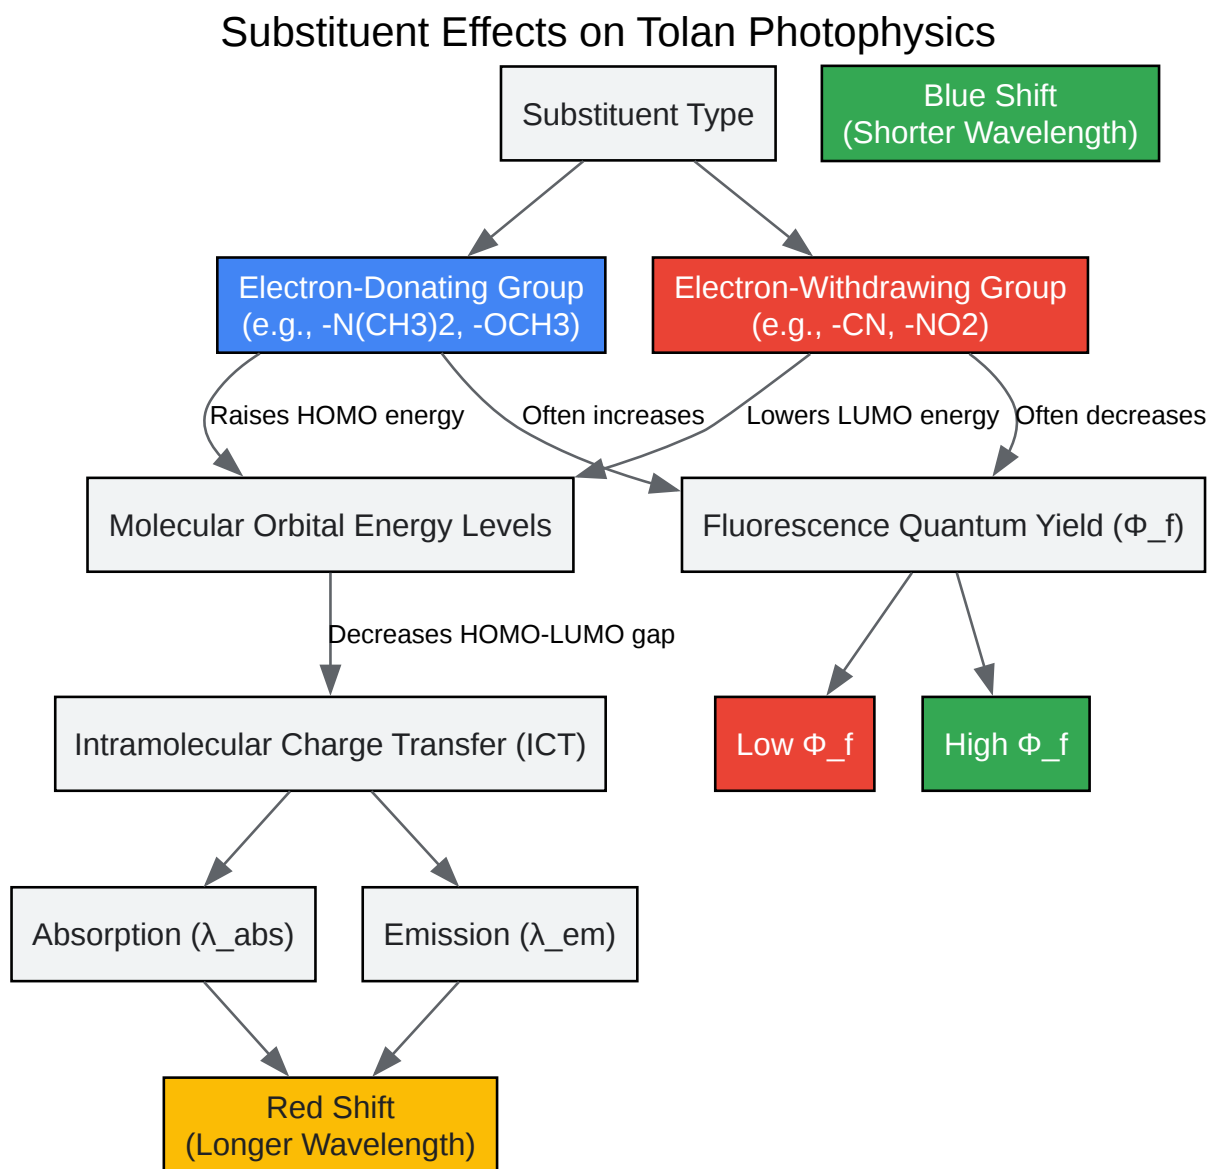 Substituent Effects on Tolan Photophysics
Substituent Type
Blue Shift
(Shorter Wavelength)
Electron-Donating Group
(e.g., -N(CH3)2, -OCH3)
Electron-Withdrawing Group
(e.g., -CN, -NO2)
Raises HOMO energy
Often increases
Lowers LUMO energy
Often decreases
Molecular Orbital Energy Levels
Fluorescence Quantum Yield (Φ_f)
Decreases HOMO-LUMO gap
Intramolecular Charge Transfer (ICT)
Low Φ_f
High Φ_f
Absorption (λ_abs)
Emission (λ_em)
Red Shift
(Longer Wavelength)